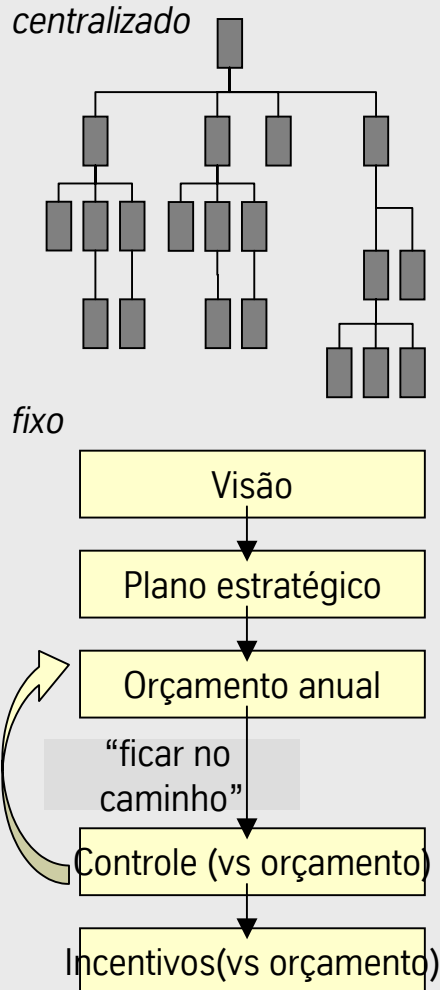 centralizado
fixo
Visão
Plano estratégico
Orçamento anual
“ficar no
caminho”
Controle (vs orçamento)
Incentivos(vs orçamento)